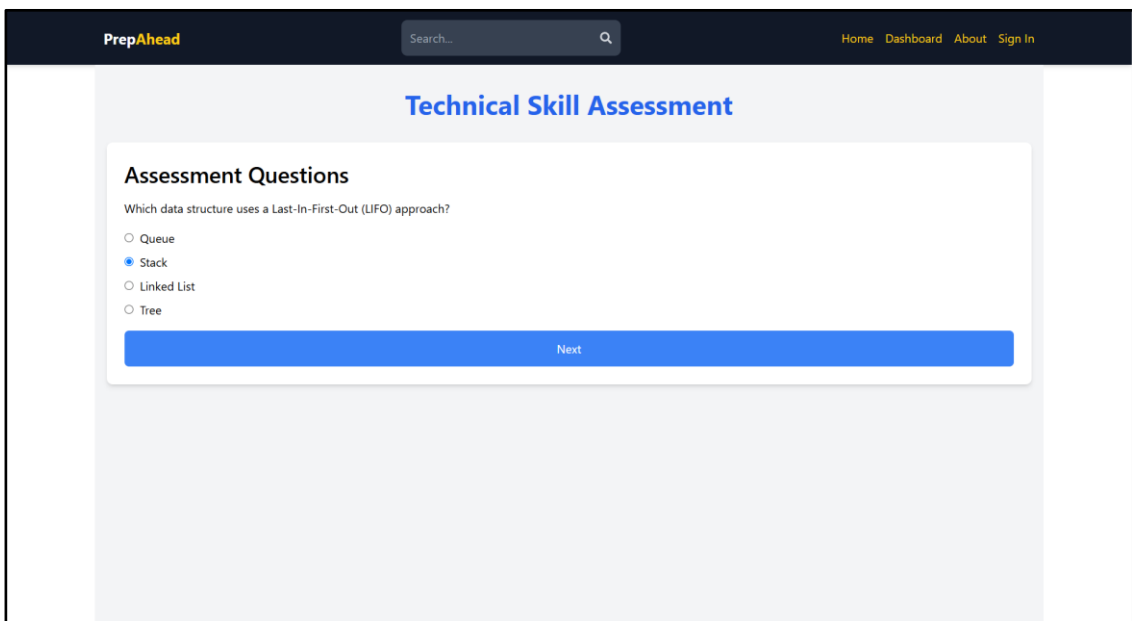 PrepAhead Search... Home Dashboard About Sign In
Technical Skill Assessment
Assessment Questions
Which data structure uses a Last-In-First-Out (LIFO) approach?
Queue
Stack
Linked List
Tree
Next